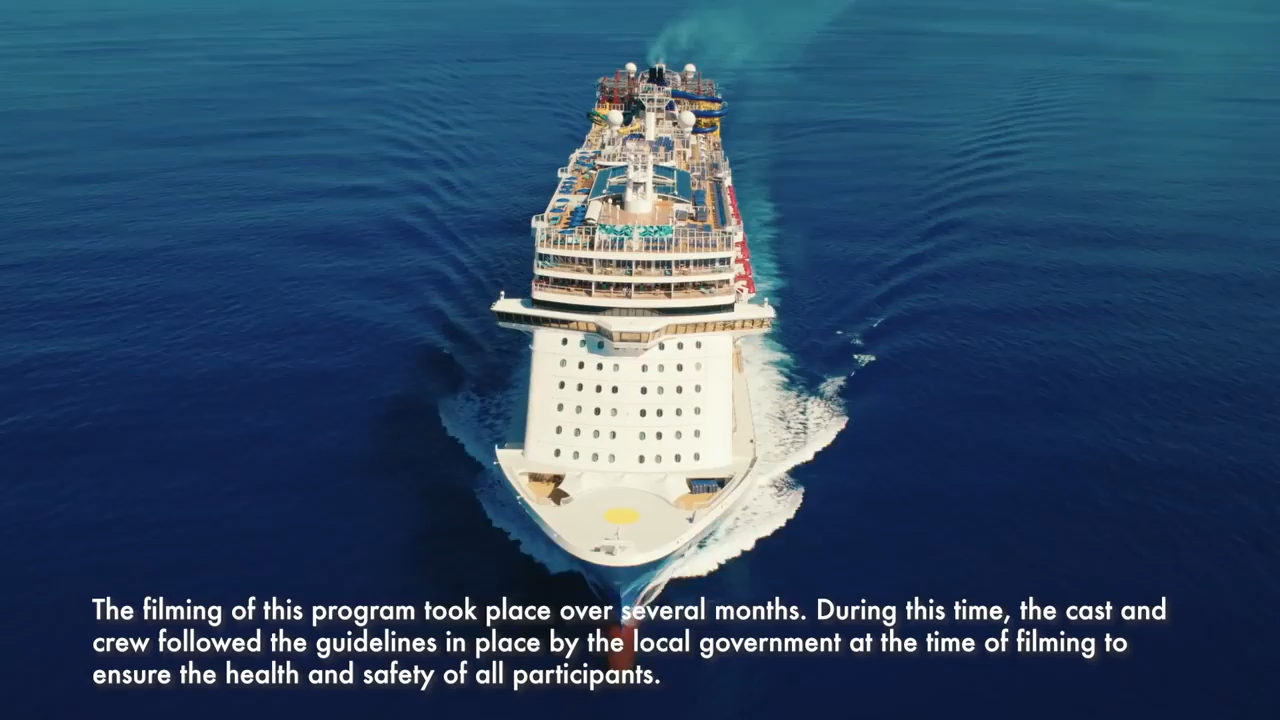 The filming of this program took place over several months. During this time, the cast and
crew followed the guidelines in place by the local government at the time of filming to
ensure the health and safety of all participants.